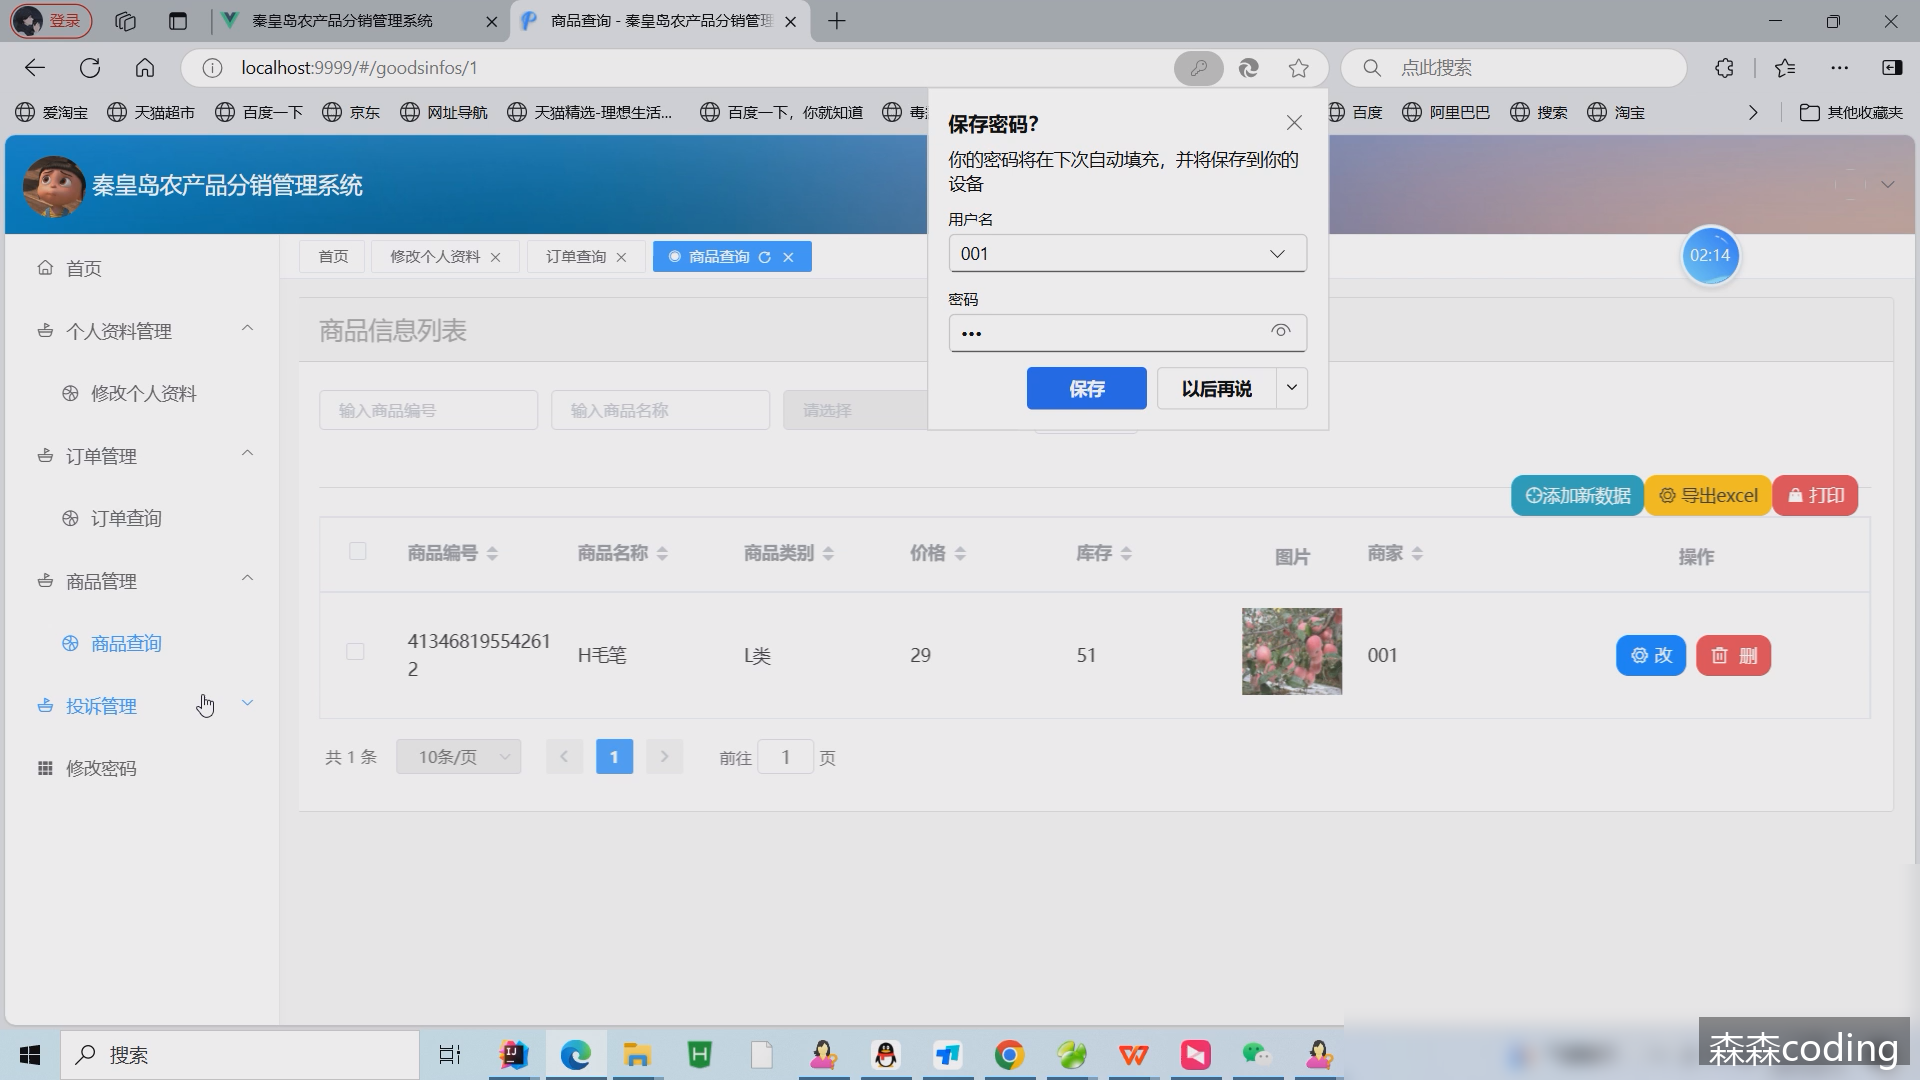 登录
秦皇岛农产品分销管理系统
商品查询 - 秦皇岛农产品分销管理
localhost:9999/#/goodsinfos/1
点此搜索
爱淘宝
天猫超市
百度一下
京东
网址导航
天猫精选-理想生活...
百度一下，你就知道
百度
阿里巴巴
搜索
淘宝
其他收藏夹
保存密码?
你的密码将在下次自动填充，并将保存到你的
设备
用户名
001
密码
•••
保存
以后再说
秦皇岛农产品分销管理系统
首页
修改个人资料
订单查询
商品查询
02:14
首页
个人资料管理
修改个人资料
订单管理
订单查询
商品管理
商品查询
投诉管理
修改密码
商品信息列表
输入商品编号
输入商品名称
请选择
添加新数据
导出excel
打印
商品编号
商品名称
商品类别
价格
库存
图片
商家
操作
41346819554261
2
H毛笔
L类
29
51
001
改
删
共 1 条
10条/页
1
前往
1
页
搜索
森森coding